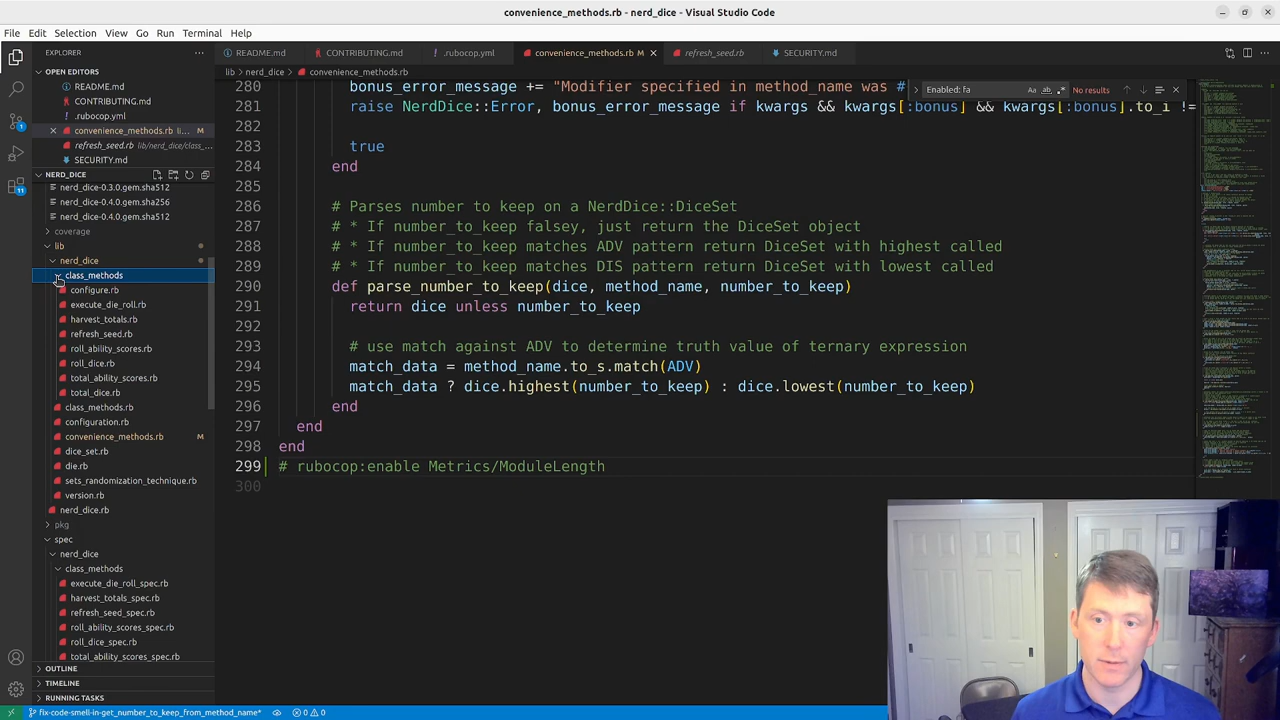 convenience_methods.rb - nerd_dice - Visual Studio Code
File Edit Selection View Go Run Terminal Help
EXPLORER
README.md
CONTRIBUTING.md
.rubocop.yml
convenience_methods.rb M
refresh_seed.rb
SECURITY.md
lib nerd_dice convenience_methods.rb
OPEN EDITORS
README.md
CONTRIBUTING.md
.rubocop.yml
convenience_methods.rb li... M
refresh_seed.rb lib/nerd_dice/class_...
SECURITY.md
NERD_DICE
nerd_dice-0.3.0.gem.sha512
nerd_dice-0.4.0.gem.sha256
nerd_dice-0.4.0.gem.sha512
coverage
lib
nerd_dice
class_methods
configure.rb
execute_die_roll.rb
harvest_totals.rb
refresh_seed.rb
roll_ability_scores.rb
roll_dice.rb
total_ability_scores.rb
total_dice.rb
class_methods.rb
configuration.rb
convenience_methods.rb M
dice_set.rb
die.rb
sets_randomization_technique.rb
version.rb
nerd_dice.rb
pkg
spec
nerd_dice
class_methods
execute_die_roll_spec.rb
harvest_totals_spec.rb
refresh_seed_spec.rb
roll_ability_scores_spec.rb
roll_dice_spec.rb
total_ability_scores_spec.rb
OUTLINE
TIMELINE
RUNNING TASKS
1
11
Enabled: fa Aa ab No results
280 bonus_error_message += "Modifier specified in method_name was #
281 raise NerdDice::Error, bonus_error_message if kwargs && kwargs[:bonus] && kwargs[:bonus].to_i !=
282
283 true
284 end
285
286 # Parses number to keep on a NerdDice::DiceSet
287 # * If number_to_keep falsey, just return the DiceSet object
288 # * If number_to_keep matches ADV pattern return DiceSet with highest called
289 # * If number_to_keep matches DIS pattern return DiceSet with lowest called
290 def parse_number_to_keep(dice, method_name, number_to_keep)
291 return dice unless number_to_keep
292
293 # use match against ADV to determine truth value of ternary expression
294 match_data = method_name.to_s.match(ADV)
295 match_data ? dice.highest(number_to_keep) : dice.lowest(number_to_keep)
296 end
297 end
298 end
299 # rubocop:enable Metrics/ModuleLength
300
fix-code-smell-in-get_number_to_keep_from_method_name* 0 0